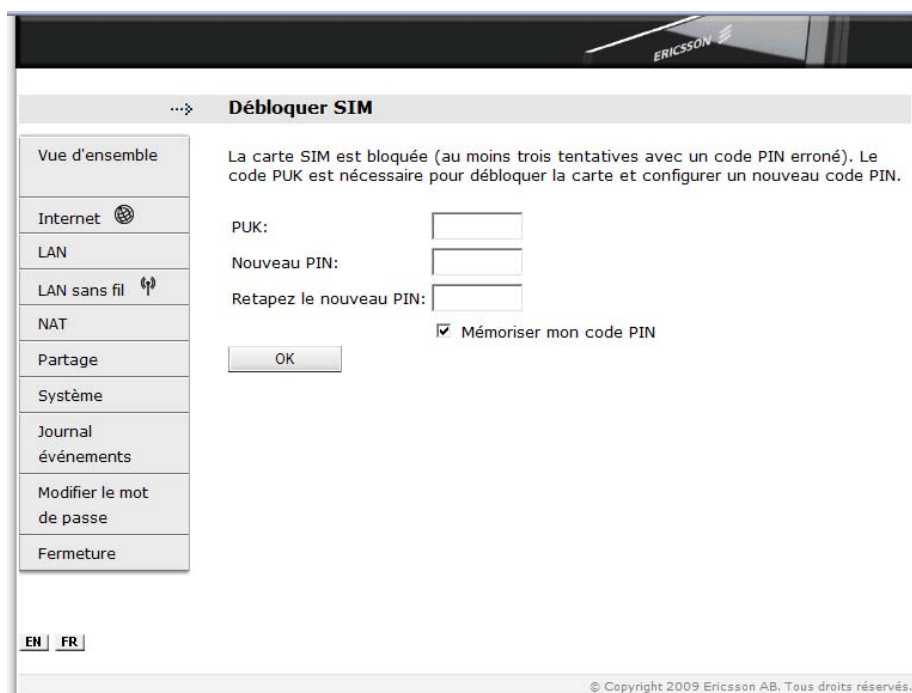 ERICSSON
Débloquer SIM
Vue d'ensemble
Internet
LAN
LAN sans fil
NAT
Partage
Système
Journal
événements
Modifier le mot
de passe
Fermeture
La carte SIM est bloquée (au moins trois tentatives avec un code PIN erroné). Le
code PUK est nécessaire pour débloquer la carte et configurer un nouveau code PIN.
PUK:
Nouveau PIN:
Retapez le nouveau PIN:
Mémoriser mon code PIN
OK
EN FR
© Copyright 2009 Ericsson AB. Tous droits réservés.